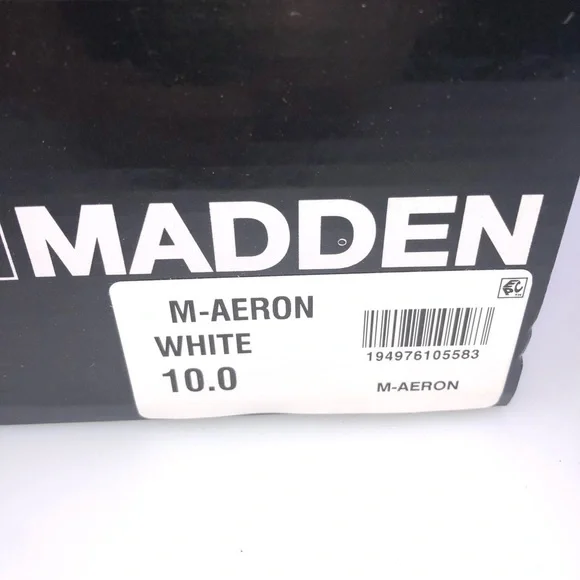 MADDEN
M-AERON
WHITE
10.0
194976105583
M-AERON